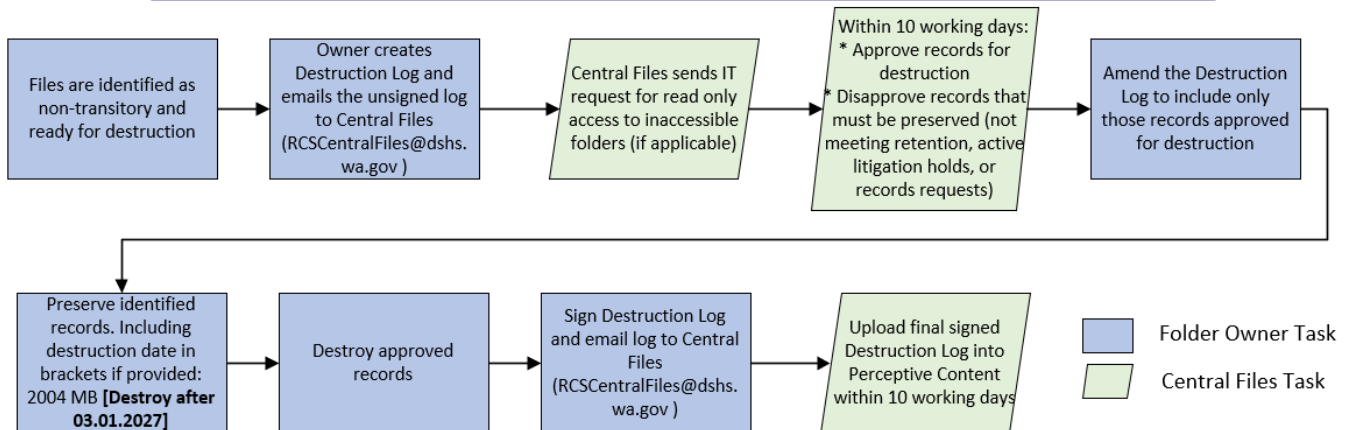 Files are identified as
non-transitory and
ready for destruction
Owner creates
Destruction Log and
emails the unsigned log
to Central Files
(RCSCentralFiles@dshs.
wa.gov )
Central Files sends IT
request for read only
access to inaccessible
folders (if applicable)
Within 10 working days:
* Approve records for
destruction
* Disapprove records that
must be preserved (not
meeting retention, active
litigation holds, or
records requests)
Amend the Destruction
Log to include only
those records approved
for destruction
Preserve identified
records. Including
destruction date in
brackets if provided:
2004 MB [Destroy after
03.01.2027]
Destroy approved
records
Sign Destruction Log
and email log to Central
Files
(RCSCentralFiles@dshs.
wa.gov )
Upload final signed
Destruction Log into
Perceptive Content
within 10 working days
Folder Owner Task
Central Files Task